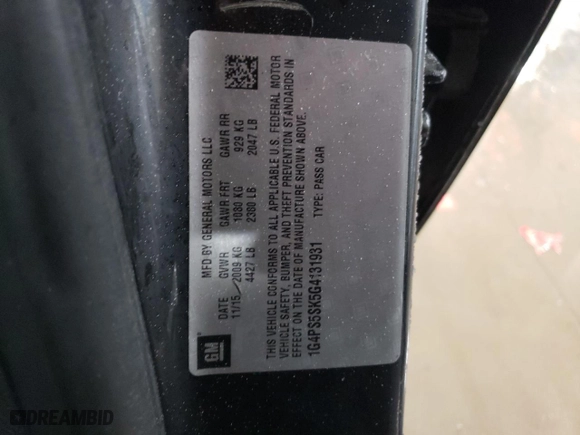 MFD BY GENERAL MOTORS LLC
DATE GVWR GAWR FRT GAWR RR
11/15 2009 KG 1080 KG 929 KG
4427 LB 2380 LB 2047 LB
THIS VEHICLE CONFORMS TO ALL APPLICABLE U.S. FEDERAL MOTOR
VEHICLE SAFETY, BUMPER, AND THEFT PREVENTION STANDARDS IN
EFFECT ON THE DATE OF MANUFACTURE SHOWN ABOVE.
1G4PS5SK5G4131931 TYPE: PASS CAR
GM
DREAMBID